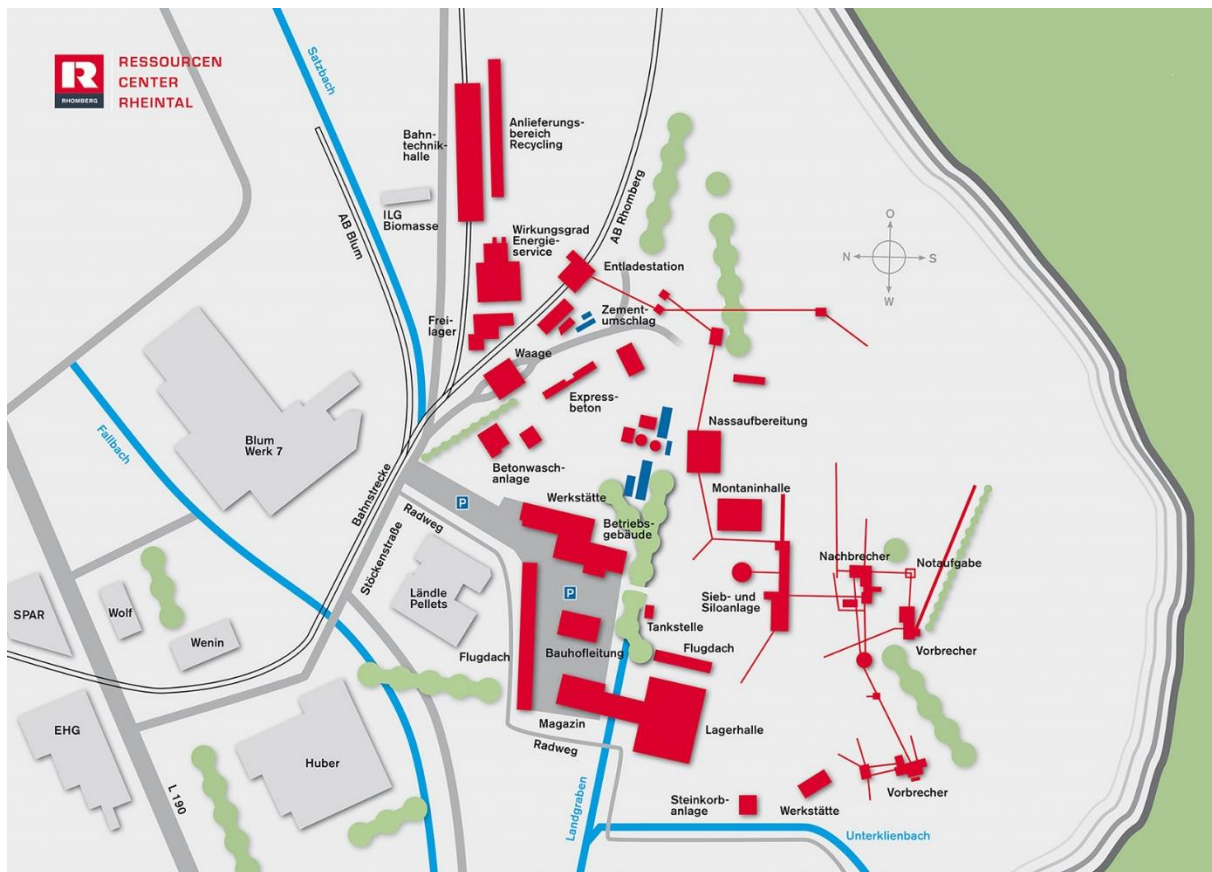 R
RHOMBERG
RESSOURCEN
CENTER
RHEINTAL
Satzbach
Bahn-
technik-
halle
Anlieferungs-
bereich
Recycling
ILG
Biomasse
AB Blum
AB Rhomberg
Wirkungsgrad
Energie-
service
Entladestation
O
N
S
W
Frei-
lager
Zement-
umschlag
Waage
Express-
beton
Fallbach
Blum
Werk 7
Bahnstrecke
Nassaufbereitung
Betonwasch-
anlage
P
Radweg
Werkstätte
Betriebs-
gebäude
Montaninhalle
Stöckenstraße
Nachbrecher
Notaufgabe
Ländle
Pellets
P
Sieb- und
Siloanlage
SPAR
Wolf
Wenin
Tankstelle
Bauhofleitung
Flugdach
Flugdach
Vorbrecher
EHG
Magazin
Lagerhalle
Radweg
Huber
L 190
Landgraben
Steinkorb-
anlage
Werkstätte
Vorbrecher
Unterklienbach